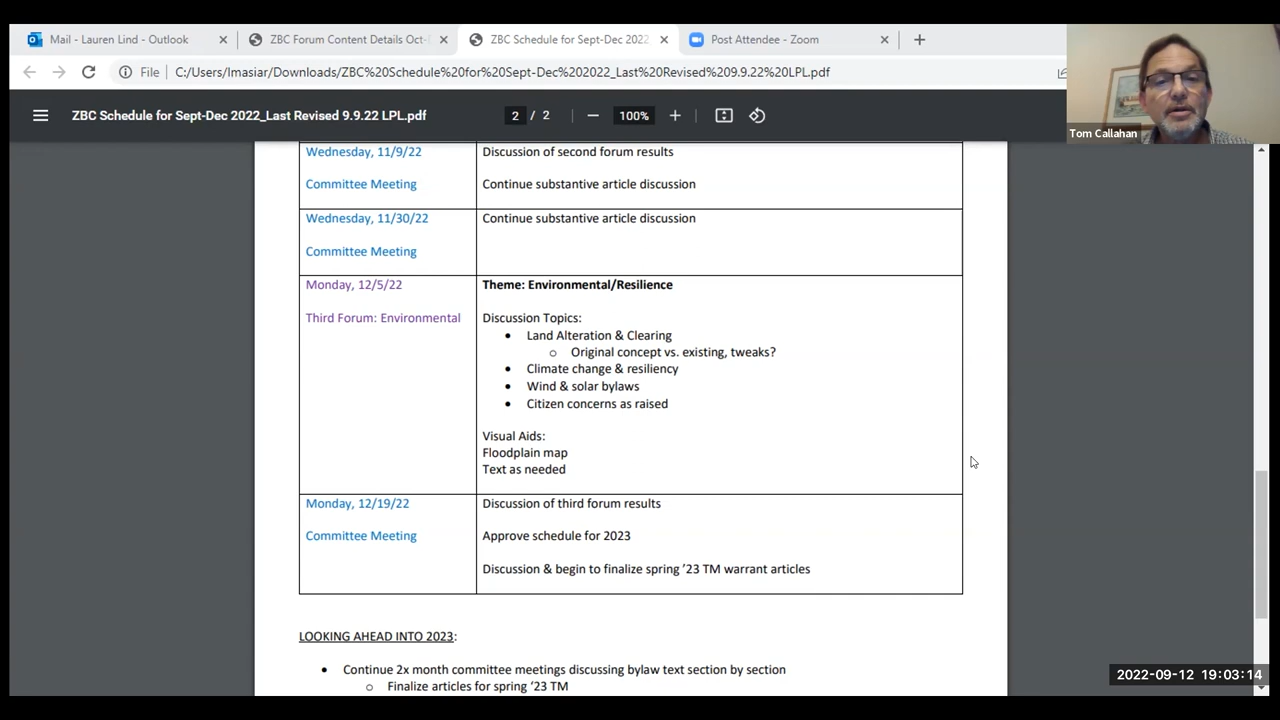 Mail - Lauren Lind - Outlook
ZBC Forum Content Details Oct-
ZBC Schedule for Sept-Dec 2022
Post Attendee - Zoom
File
C:/Users/lmasiar/Downloads/ZBC%20Schedule%20for%20Sept-Dec%202022_Last%20Revised%209.9.22%20LPL.pdf
Tom Callahan
ZBC Schedule for Sept-Dec 2022_Last Revised 9.9.22 LPL.pdf
2 / 2
100%
Wednesday, 11/9/22
Committee Meeting
Discussion of second forum results
Continue substantive article discussion
Wednesday, 11/30/22
Committee Meeting
Continue substantive article discussion
Monday, 12/5/22
Third Forum: Environmental
Theme: Environmental/Resilience
Discussion Topics:
• Land Alteration & Clearing
o Original concept vs. existing, tweaks?
• Climate change & resiliency
• Wind & solar bylaws
• Citizen concerns as raised
Visual Aids:
Floodplain map
Text as needed
Monday, 12/19/22
Committee Meeting
Discussion of third forum results
Approve schedule for 2023
Discussion & begin to finalize spring ’23 TM warrant articles
LOOKING AHEAD INTO 2023:
• Continue 2x month committee meetings discussing bylaw text section by section
o Finalize articles for spring ’23 TM
2022-09-12 19:03:14